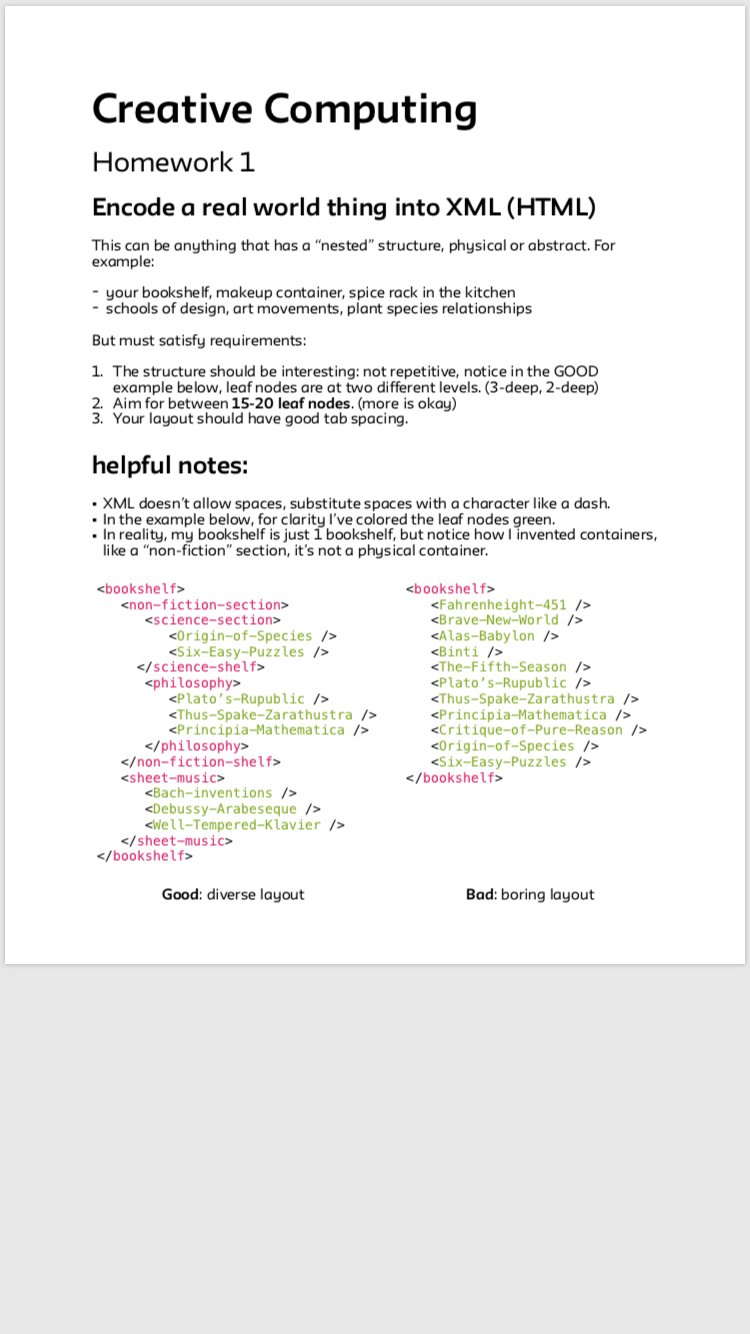 Creative Computing
Homework 1
Encode a real world thing into XML (HTML)
This can be anything that has a “nested” structure, physical or abstract. For
example:
- your bookshelf, makeup container, spice rack in the kitchen
- schools of design, art movements, plant species relationships
But must satisfy requirements:
1. The structure should be interesting: not repetitive, notice in the GOOD
example below, leaf nodes are at two different levels. (3-deep, 2-deep)
2. Aim for between 15-20 leaf nodes. (more is okay)
3. Your layout should have good tab spacing.
helpful notes:
▪ XML doesn’t allow spaces, substitute spaces with a character like a dash.
▪ In the example below, for clarity I’ve colored the leaf nodes green.
▪ In reality, my bookshelf is just 1 bookshelf, but notice how I invented containers,
like a “non-fiction” section, it’s not a physical container.
<bookshelf>
<non-fiction-section>
<science-section>
<Origin-of-Species />
<Six-Easy-Puzzles />
</science-shelf>
<philosophy>
<Plato’s-Rupublic />
<Thus-Spake-Zarathustra />
<Principia-Mathematica />
</philosophy>
</non-fiction-shelf>
<sheet-music>
<Bach-inventions />
<Debussy-Arabeseque />
<Well-Tempered-Klavier />
</sheet-music>
</bookshelf>
Good: diverse layout
<bookshelf>
<Fahrenheight-451 />
<Brave-New-World />
<Alas-Babylon />
<Binti />
<The-Fifth-Season />
<Plato’s-Rupublic />
<Thus-Spake-Zarathustra />
<Principia-Mathematica />
<Critique-of-Pure-Reason />
<Origin-of-Species />
<Six-Easy-Puzzles />
</bookshelf>
Bad: boring layout